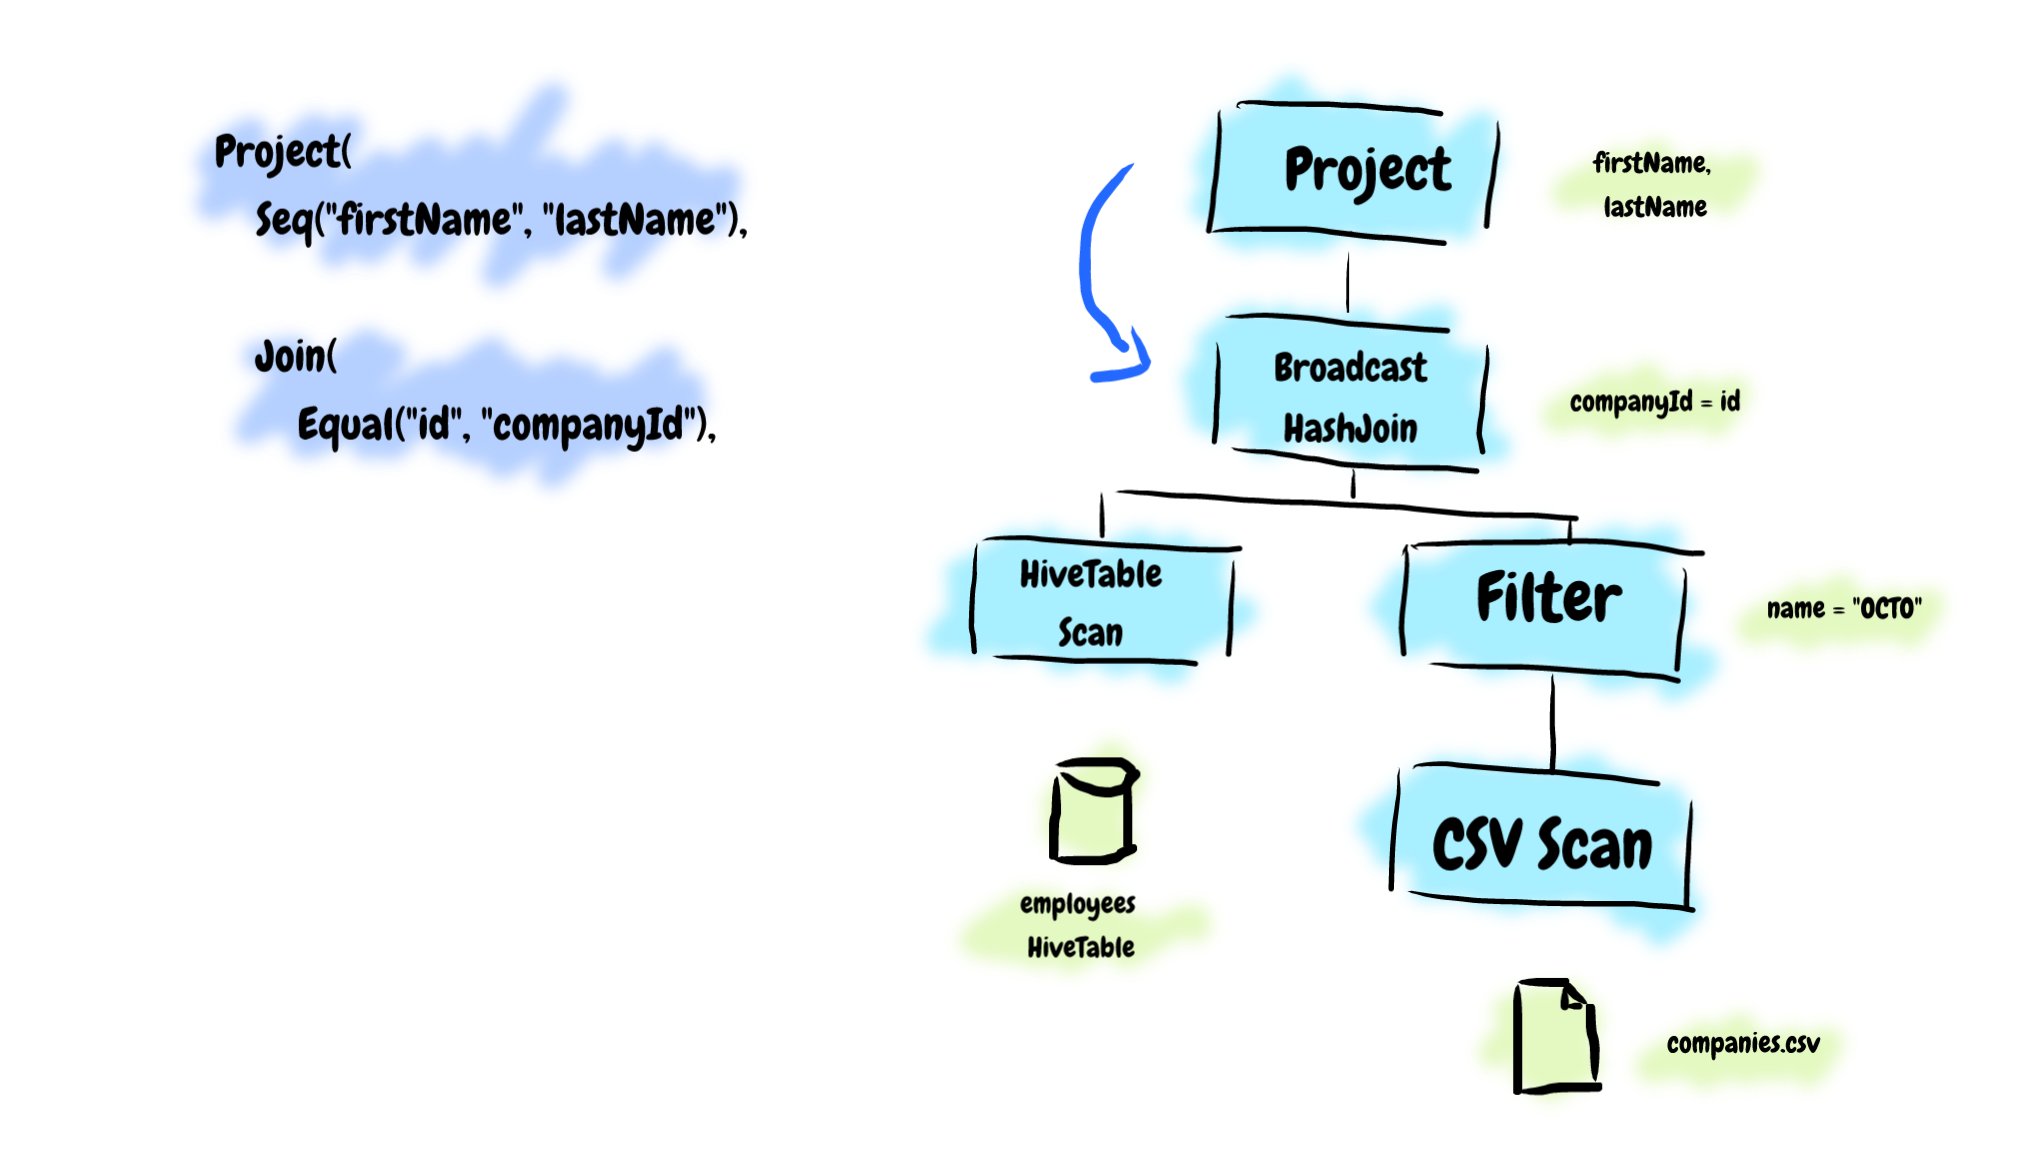 Project(
Seq("firstName", "lastName"),
Join(
Equal("id", "companyId"),
Project
firstName,
lastName
Broadcast
HashJoin
companyId = id
HiveTable
Scan
Filter
name = "OCTO"
employees
HiveTable
CSV Scan
companies.csv